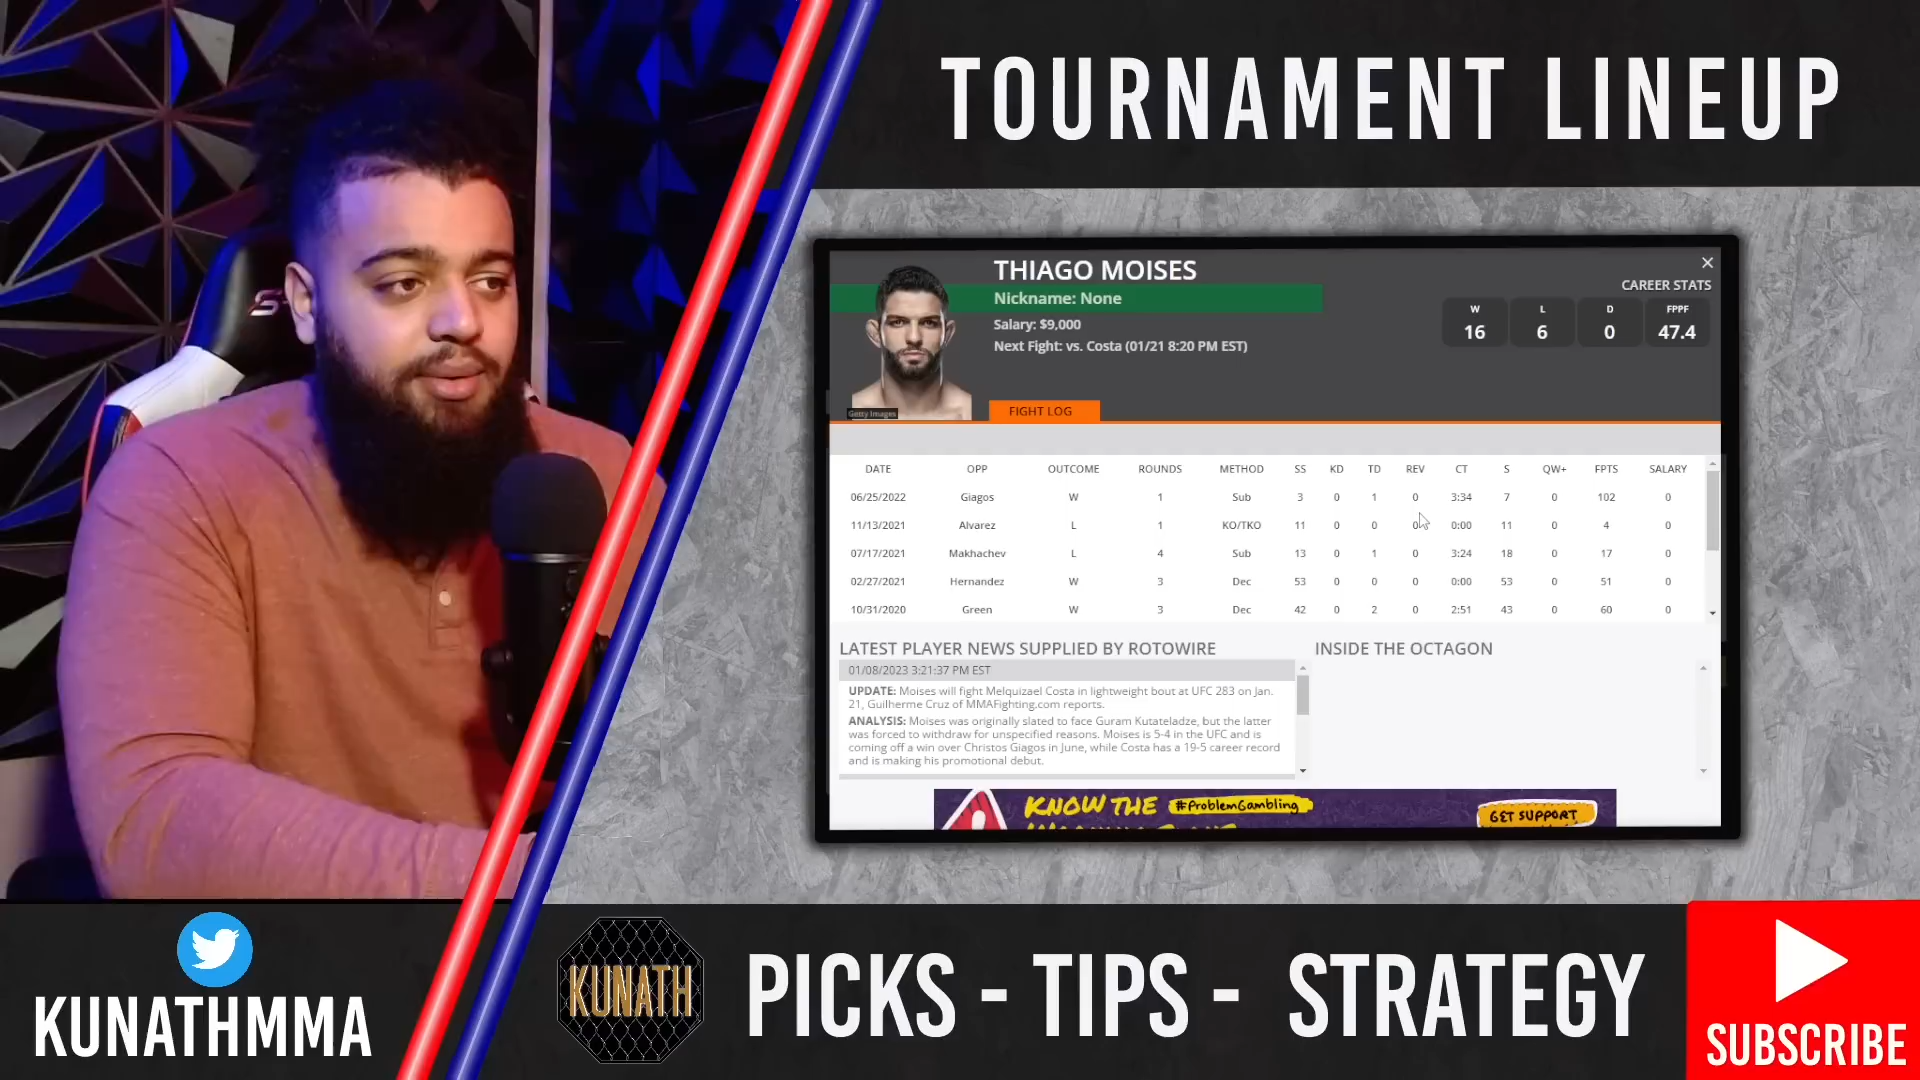 TOURNAMENT LINEUP
THIAGO MOISES
Nickname: None
Salary: $9,000
Next Fight: vs. Costa (01/21 8:20 PM EST)
CAREER STATS
W L D FPPF
16 6 0 47.4
Getty Images
FIGHT LOG
DATE OPP OUTCOME ROUNDS METHOD SS KD TD REV CT S QW+ FPTS SALARY
06/25/2022 Giagos W 1 Sub 3 0 1 0 3:34 7 0 102 0
11/13/2021 Alvarez L 1 KO/TKO 11 0 0 0 0:00 11 0 4 0
07/17/2021 Makhachev L 4 Sub 13 0 1 0 3:24 18 0 17 0
02/27/2021 Hernandez W 3 Dec 53 0 0 0 0:00 53 0 51 0
10/31/2020 Green W 3 Dec 42 0 2 0 2:51 43 0 60 0
LATEST PLAYER NEWS SUPPLIED BY ROTOWIRE
01/08/2023 3:21:37 PM EST
UPDATE: Moises will fight Melquizael Costa in lightweight bout at UFC 283 on Jan.
21, Guilherme Cruz of MMAFighting.com reports.
ANALYSIS: Moises was originally slated to face Guram Kutateladze, but the latter
was forced to withdraw for unspecified reasons. Moises is 5-4 in the UFC and is
coming off a win over Christos Giagos in June, while Costa has a 19-5 career record
and is making his promotional debut.
INSIDE THE OCTAGON
KNOW THE #ProblemGambling
GET SUPPORT
KUNATHMMA
KUNATH
PICKS - TIPS - STRATEGY
SUBSCRIBE